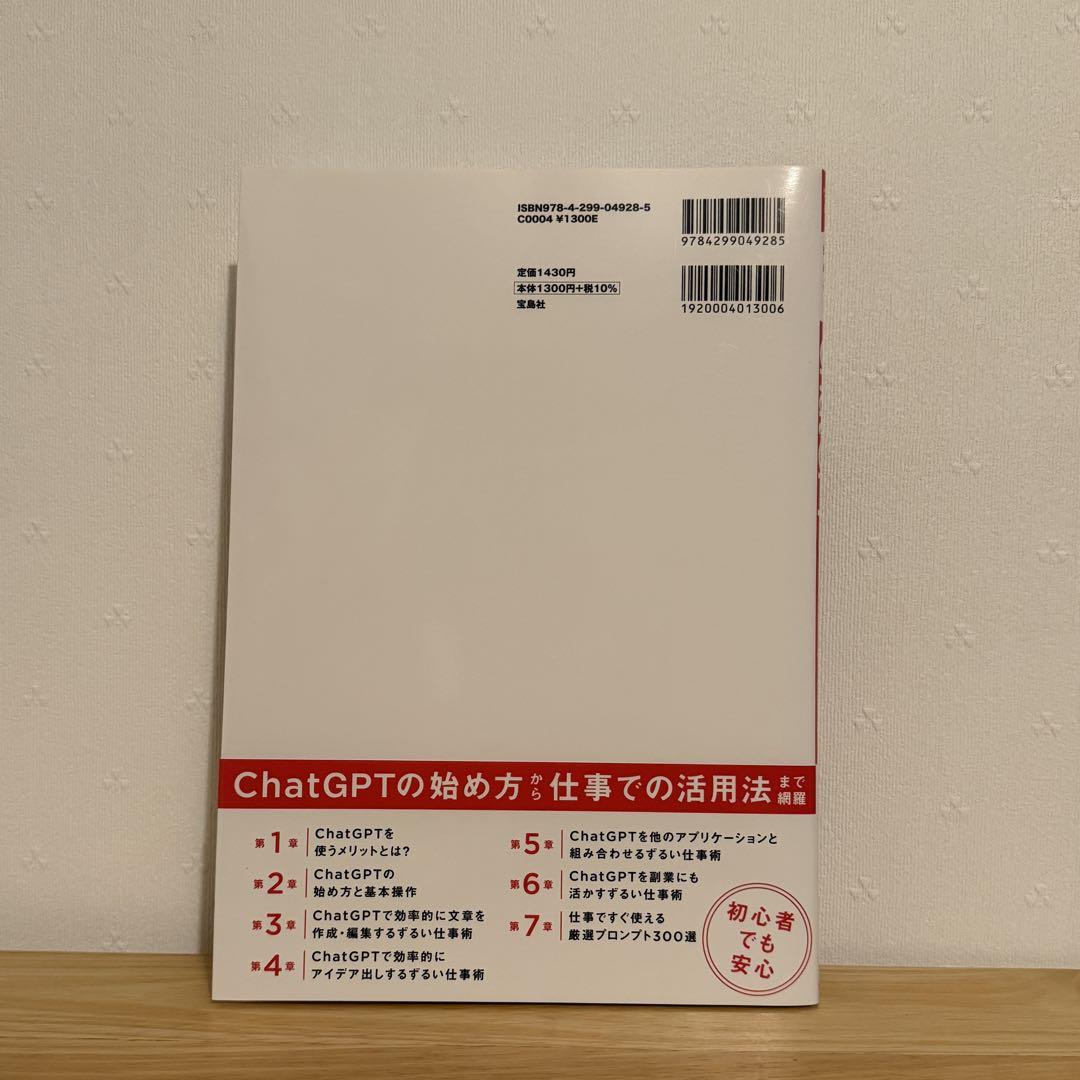 ISBN978-4-299-04928-5
C0004 ¥1300E
9784299049285
定価1430円
本体1300円+税10%
宝島社
1920004013006
ChatGPTの始め方から仕事での活用法まで網羅
第1章 ChatGPTを
使うメリットとは?
第2章 ChatGPTの
始め方と基本操作
第3章 ChatGPTで効率的に文章を
作成・編集するずるい仕事術
第4章 ChatGPTで効率的に
アイデア出しするずるい仕事術
第5章 ChatGPTを他のアプリケーションと
組み合わせるずるい仕事術
第6章 ChatGPTを副業にも
活かすずるい仕事術
第7章 仕事ですぐ使える
厳選プロンプト300選
初心者
でも
安心